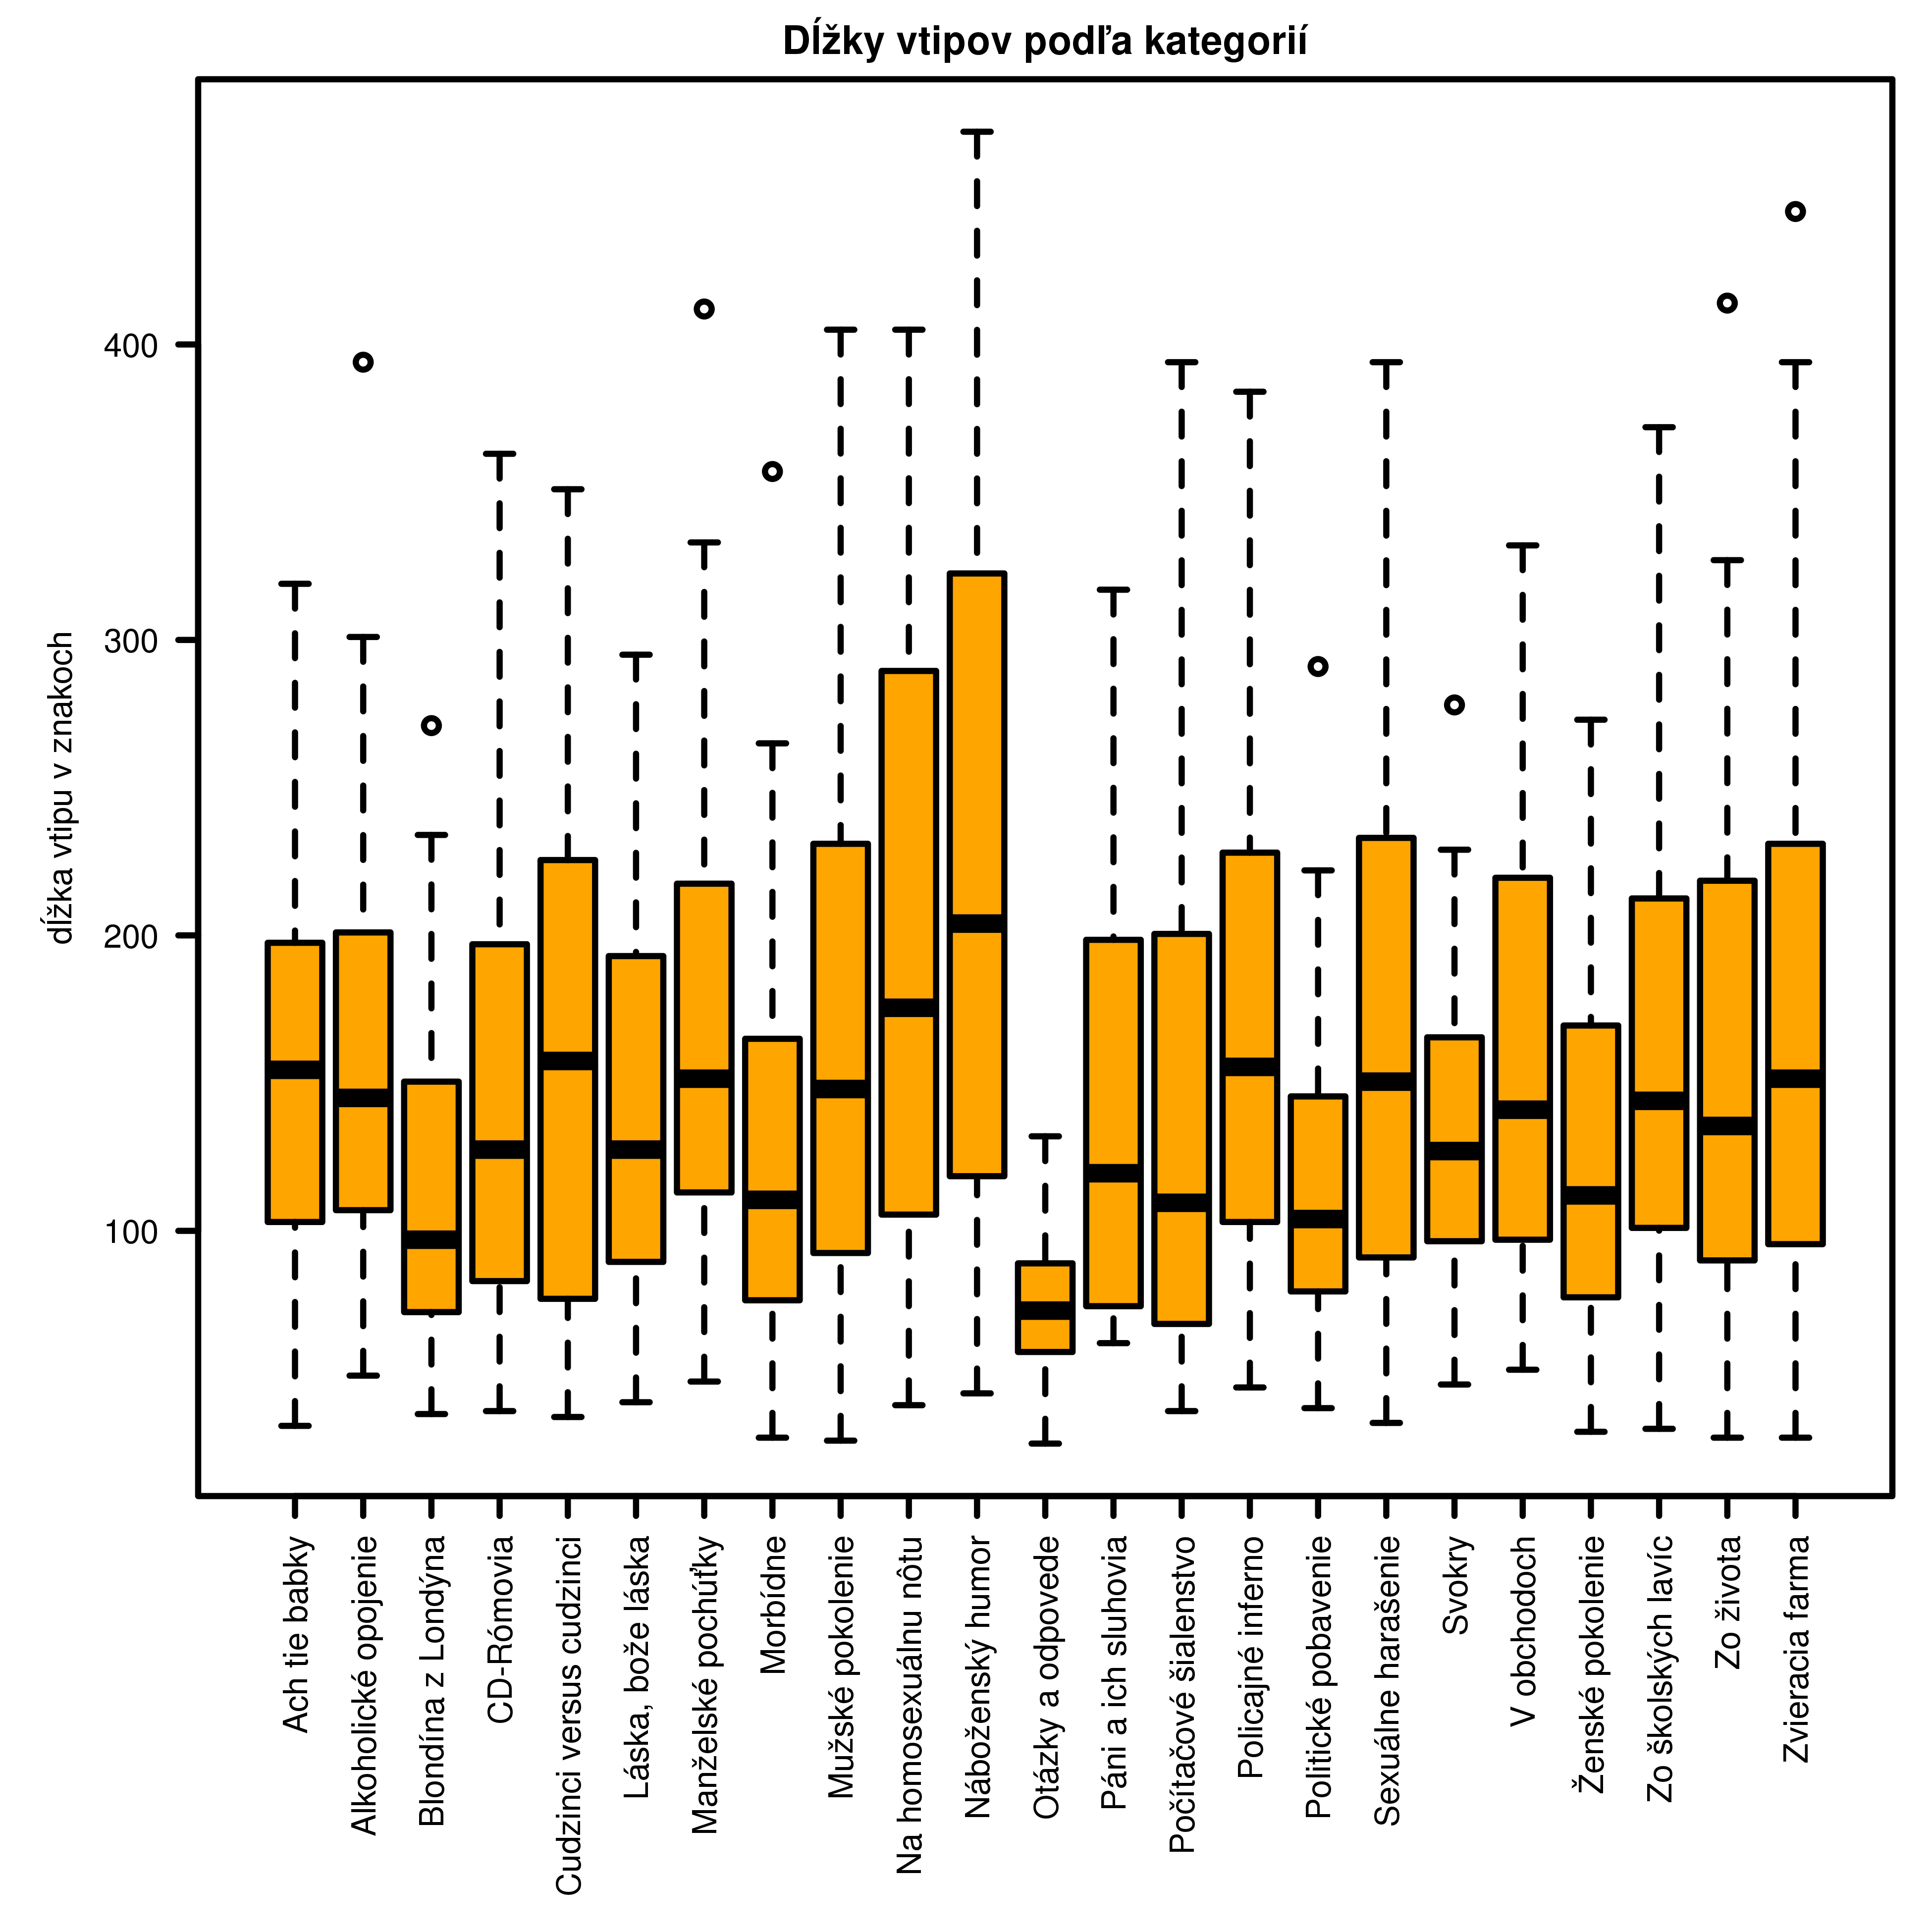 Dĺžky vtipov podľa kategorií
dĺžka vtipu v znakoch
400
300
200
100
Ach tie babky
Alkoholické opojenie
Blondína z Londýna
CD-Rómovia
Cudzinci versus cudzinci
Láska, bože láska
Manželské pochúťky
Morbídne
Mužské pokolenie
Na homosexuálnu nôtu
Náboženský humor
Otázky a odpovede
Páni a ich sluhovia
Počítačové šialenstvo
Policajné inferno
Politické pobavenie
Sexuálne harašenie
Svokry
V obchodoch
Ženské pokolenie
Zo školských lavíc
Zo života
Zvieracia farma